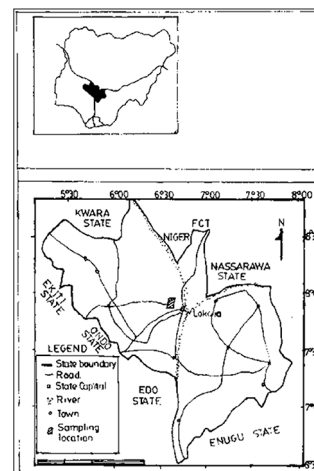 5°30
6°00
6°30
7°00
7°30
8°
KWARA
STATE
FCT
NIGER
N
NASSARAWA
STATE
EKITI
STATE
ONDO
STATE
Lokoja
LEGEND
State boundary
Road
State Capital
River
Town
Sampling
location
EDO
STATE
ENUGU STATE